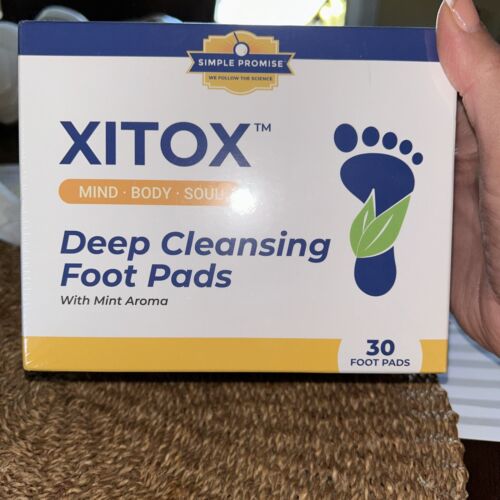 SIMPLE PROMISE
WE FOLLOW THE SCIENCE
XITOX™
MIND · BODY · SOUL
Deep Cleansing
Foot Pads
With Mint Aroma
30
FOOT PADS